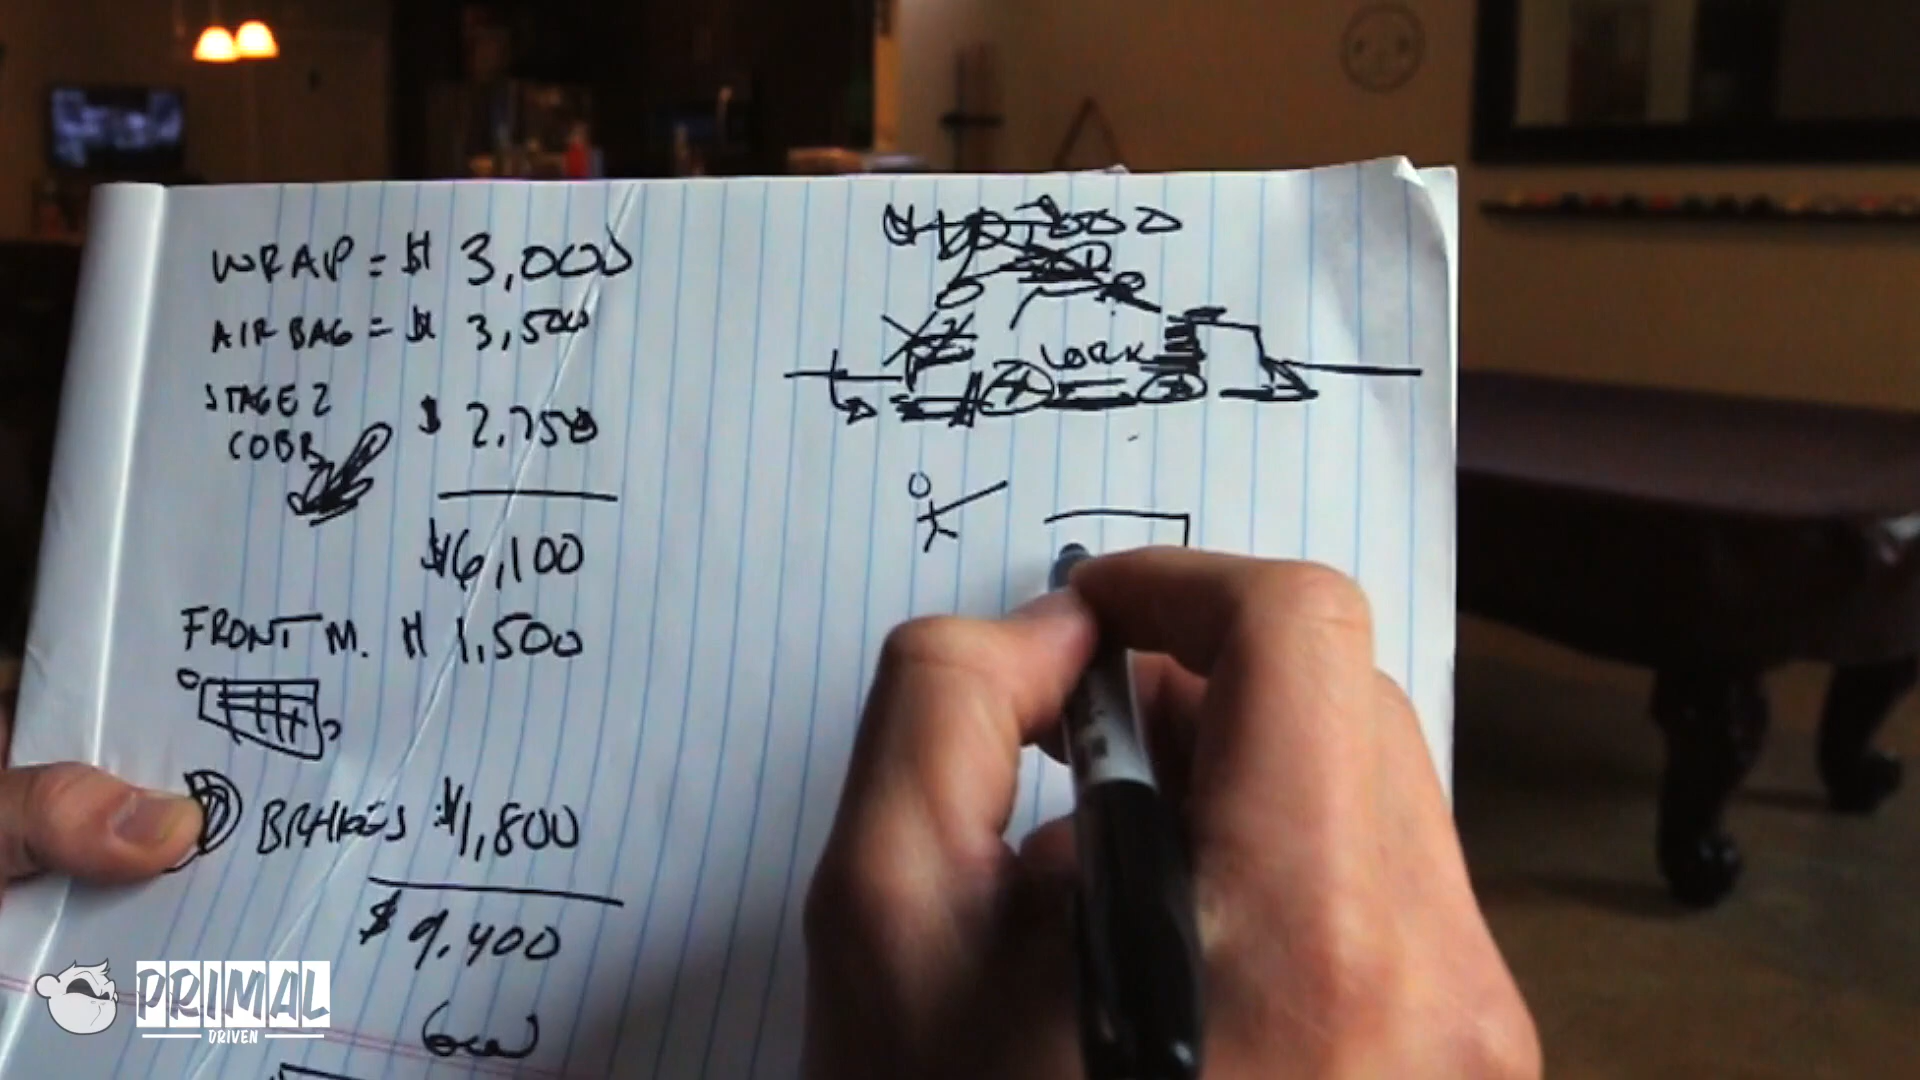 WRAP = $ 3,000
AIR BAG = $ 3,500
STAGE 2
COBB
$ 2,750
$6,100
FRONT M. $ 1,500
BRAKES $1,800
$ 9,400
WORK
PRIMAL
DRIVEN